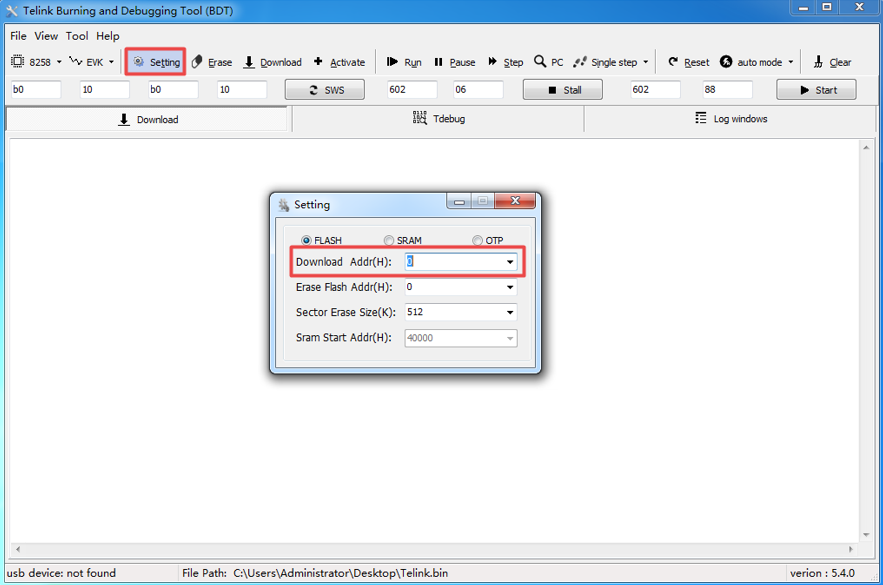 Telink Burning and Debugging Tool (BDT)
File View Tool Help
8258 EVK Setting Erase Download Activate Run Pause Step PC Single step Reset auto mode Clear
b0 10 b0 10 SWS 602 06 Stall 602 88 Start
Download Tdebug Log windows
Setting
FLASH SRAM OTP
Download Addr(H): 0
Erase Flash Addr(H): 0
Sector Erase Size(K): 512
Sram Start Addr(H): 40000
usb device: not found File Path: C:\Users\Administrator\Desktop\Telink.bin verion : 5.4.0